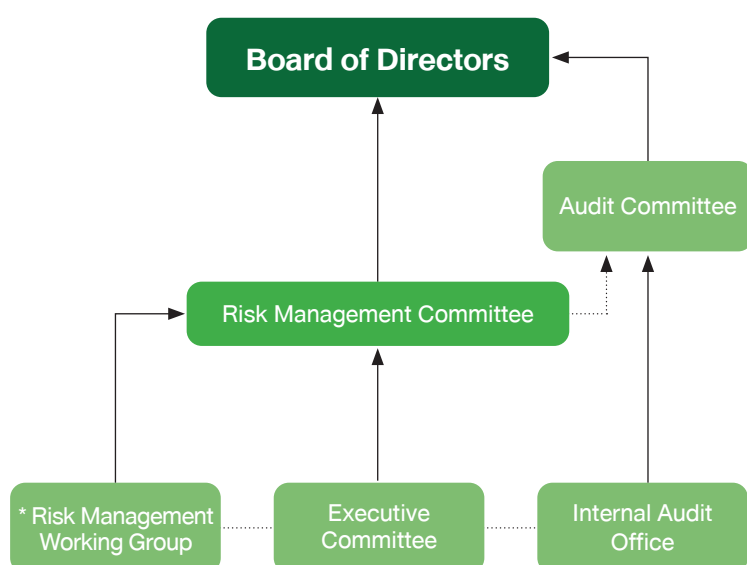 Board of Directors
Audit Committee
Risk Management Committee
* Risk Management
Working Group
Executive
Committee
Internal Audit
Office